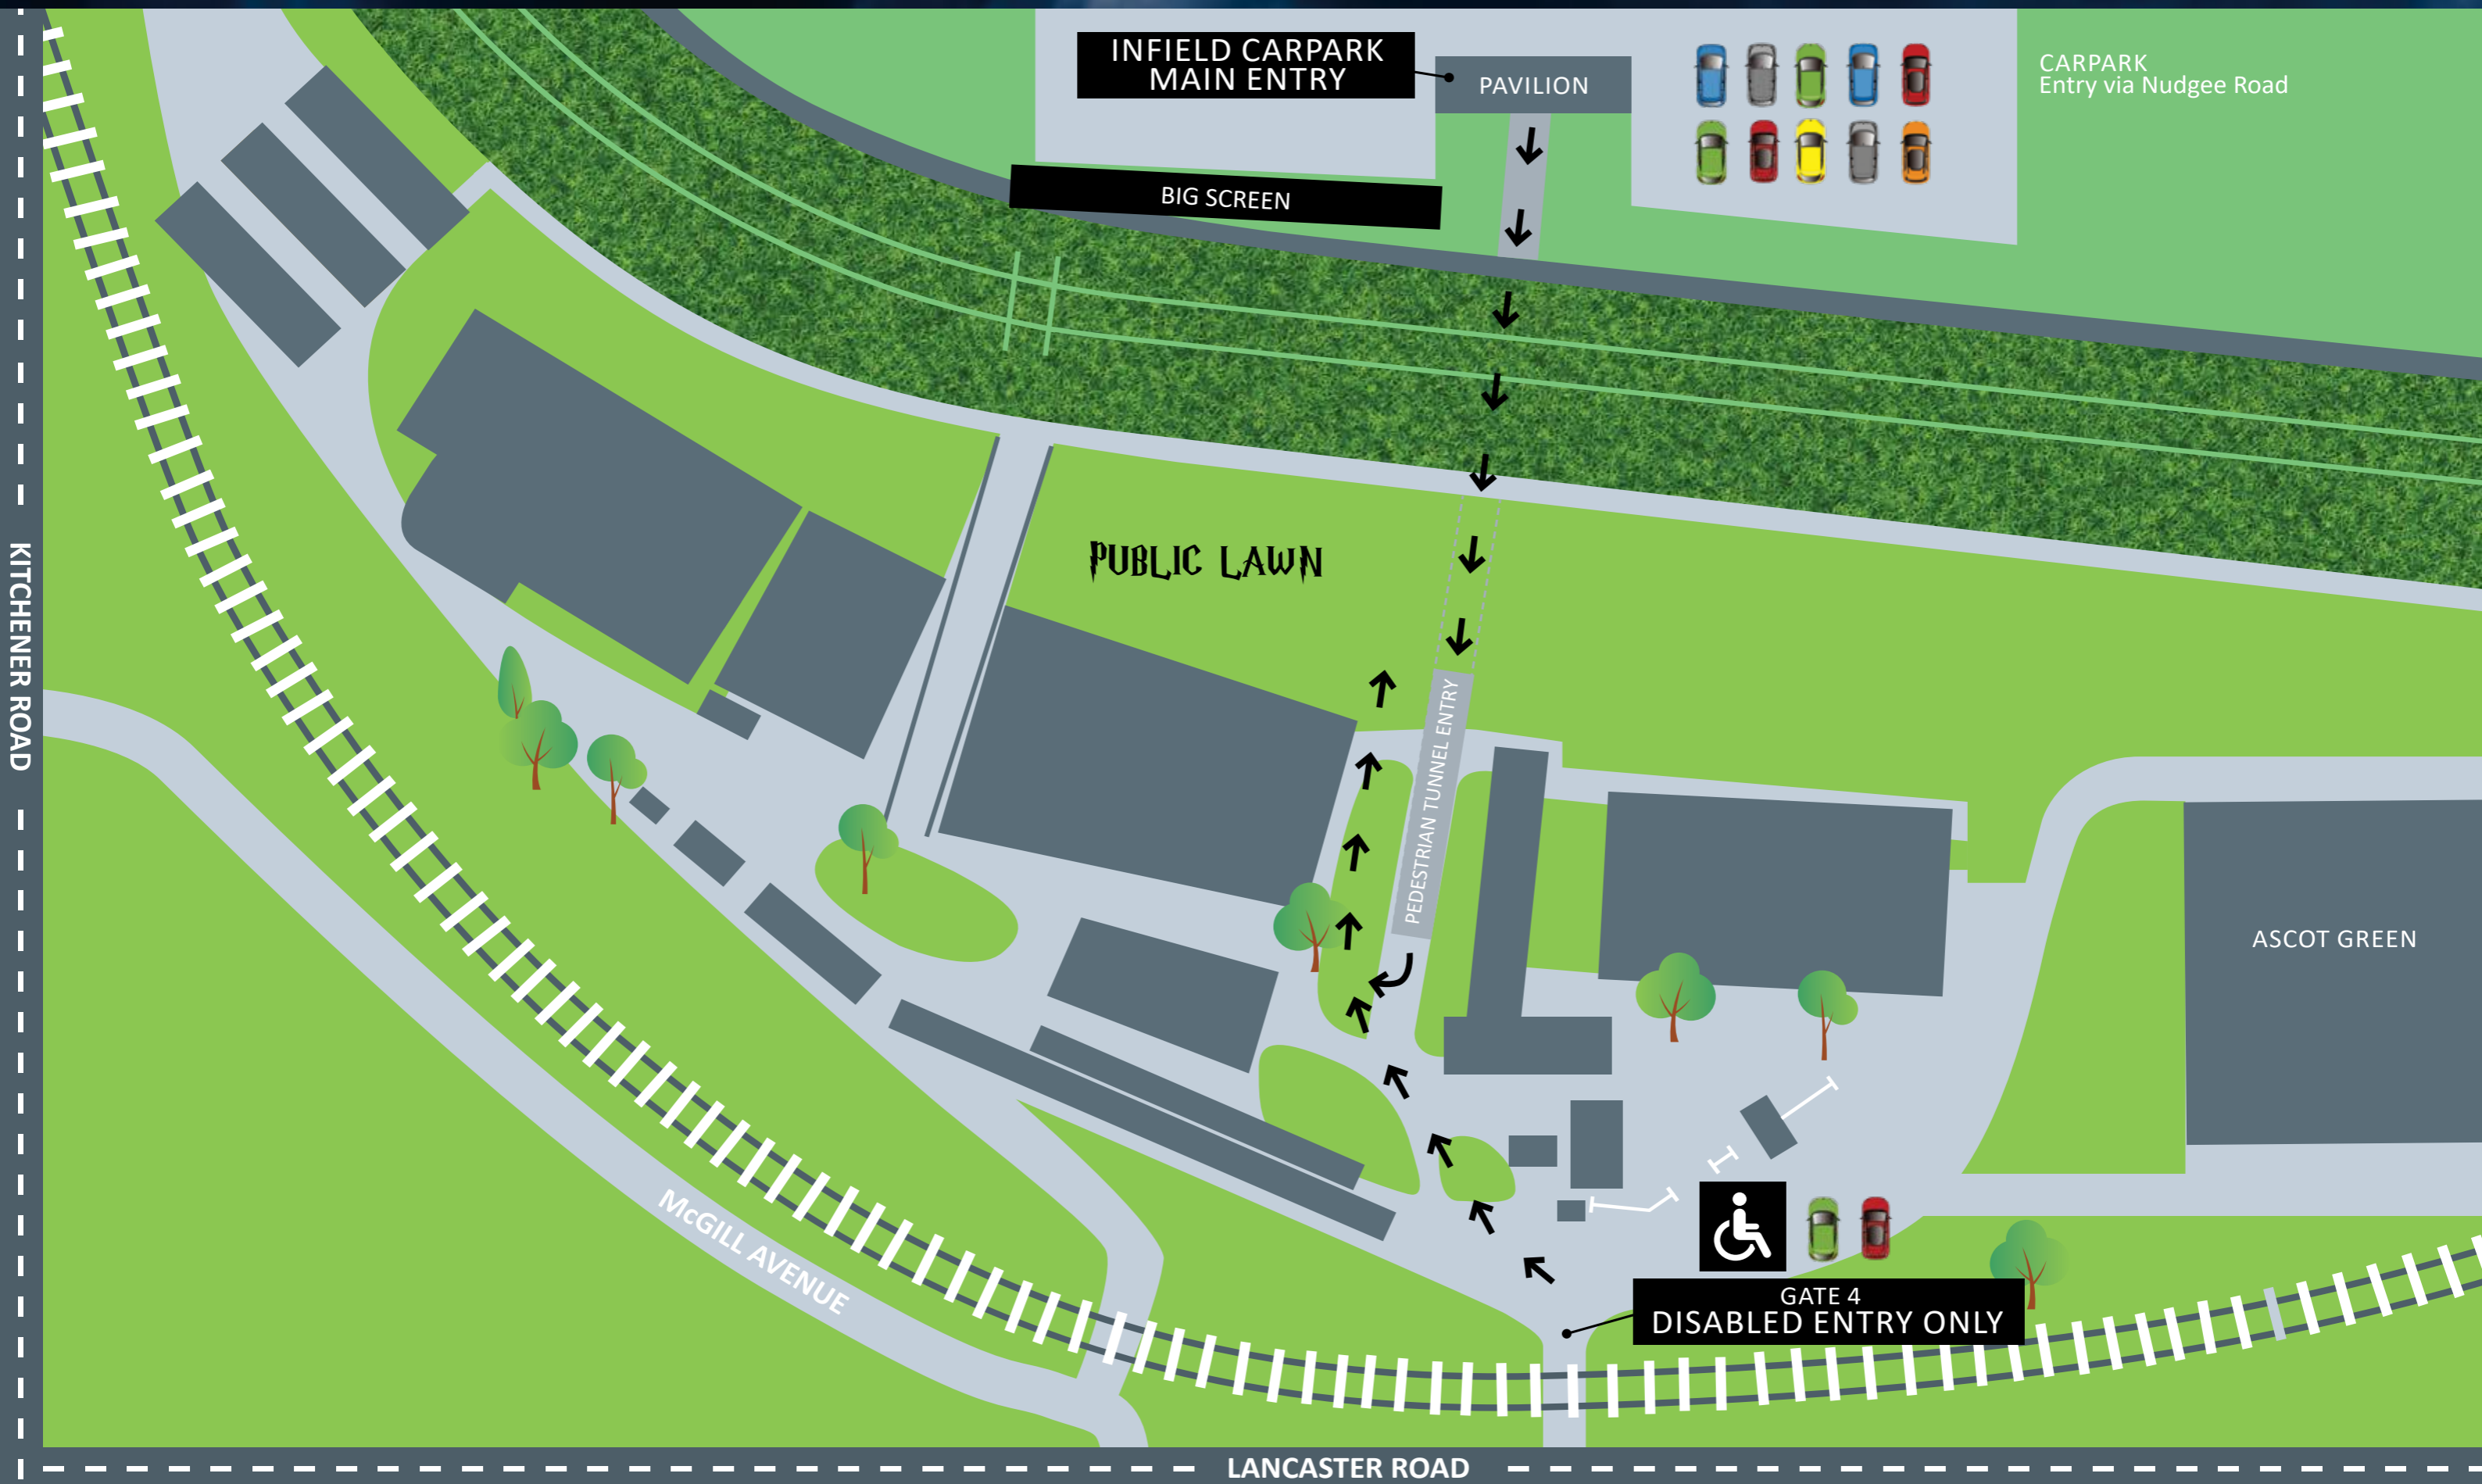 INFIELD CARPARK
MAIN ENTRY
PAVILION
CARPARK
Entry via Nudgee Road
BIG SCREEN
PUBLIC LAWN
KITCHENER ROAD
PEDESTRIAN TUNNEL ENTRY
ASCOT GREEN
McGILL AVENUE
GATE 4
DISABLED ENTRY ONLY
LANCASTER ROAD